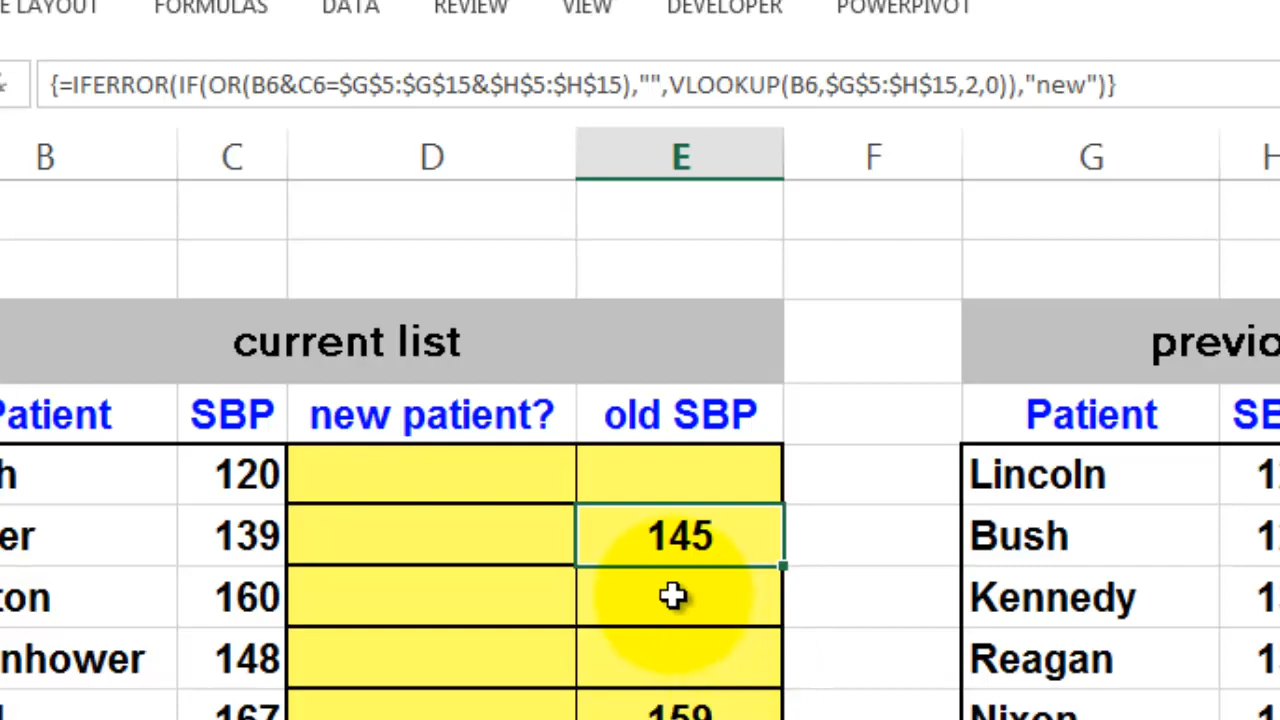 E LAYOUT FORMULAS DATA REVIEW VIEW DEVELOPER POWERPIVOT
{=IFERROR(IF(OR(B6&C6=$G$5:$G$15&$H$5:$H$15),"",VLOOKUP(B6,$G$5:$H$15,2,0)),"new")}
B C D E F G H
current list previo
Patient SBP new patient? old SBP Patient SB
h 120 Lincoln 1
er 139 145 Bush 1
ton 160 Kennedy 1
nhower 148 Reagan 1
167 159 Nixon 1